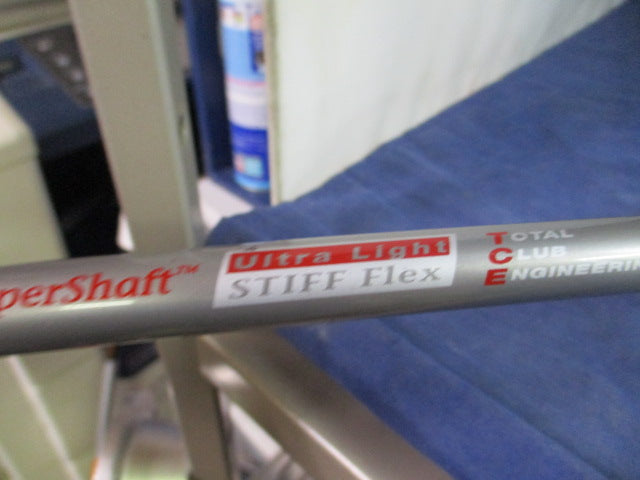 perShaft™
Ultra Light
STIFF Flex
TOTAL
CLUB
ENGINEERIN